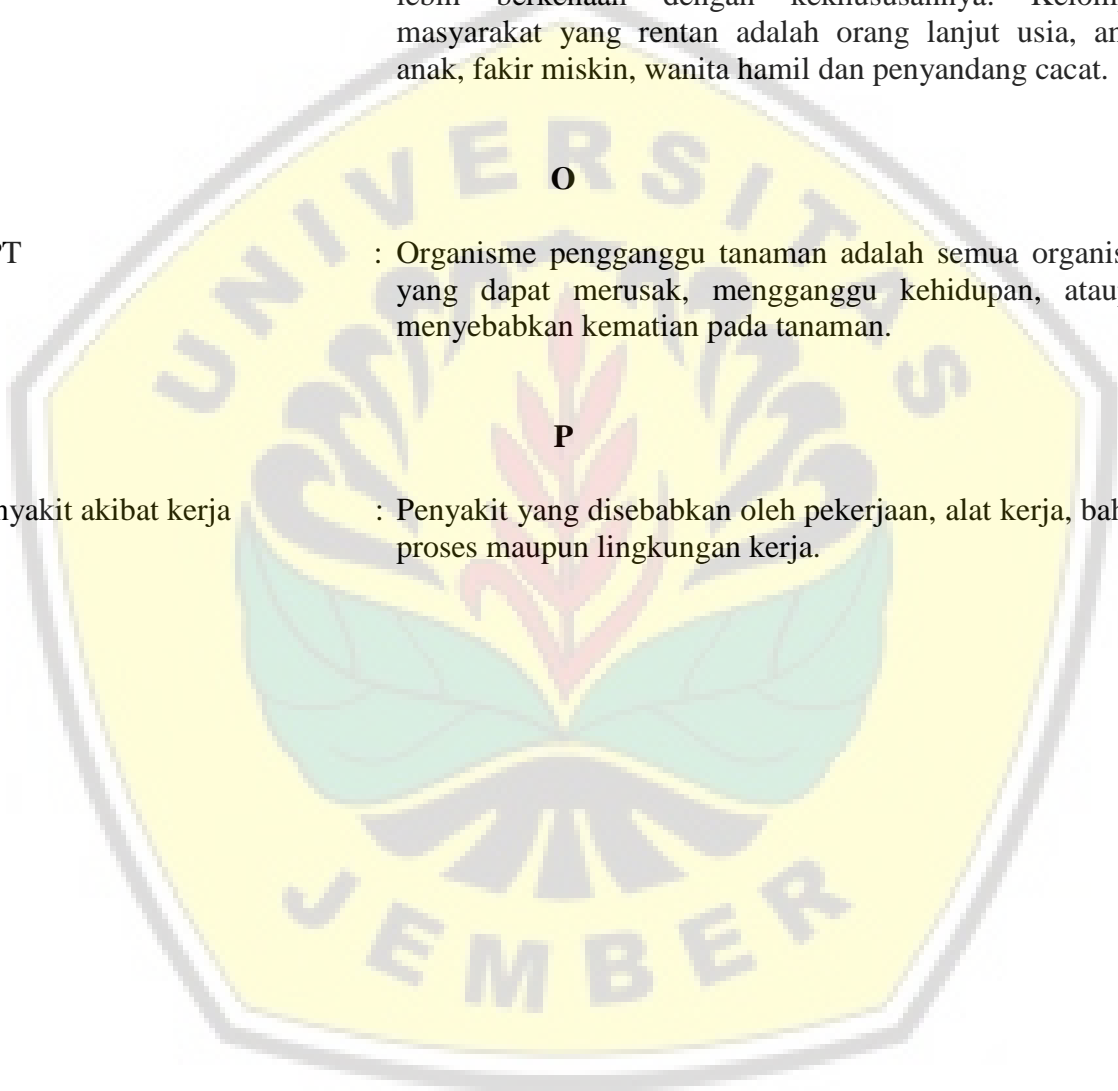 lebih berkenaan dengan kekhususannya.
masyarakat yang rentan adalah orang lanjut usia, an
anak, fakir miskin, wanita hamil dan penyandang cacat.
O
PT : Organisme pengganggu tanaman adalah semua organis
yang dapat merusak, mengganggu kehidupan, atau
menyebabkan kematian pada tanaman.
P
nyakit akibat kerja : Penyakit yang disebabkan oleh pekerjaan, alat kerja, bah
proses maupun lingkungan kerja.
UNIVERSITAS
JEMBER